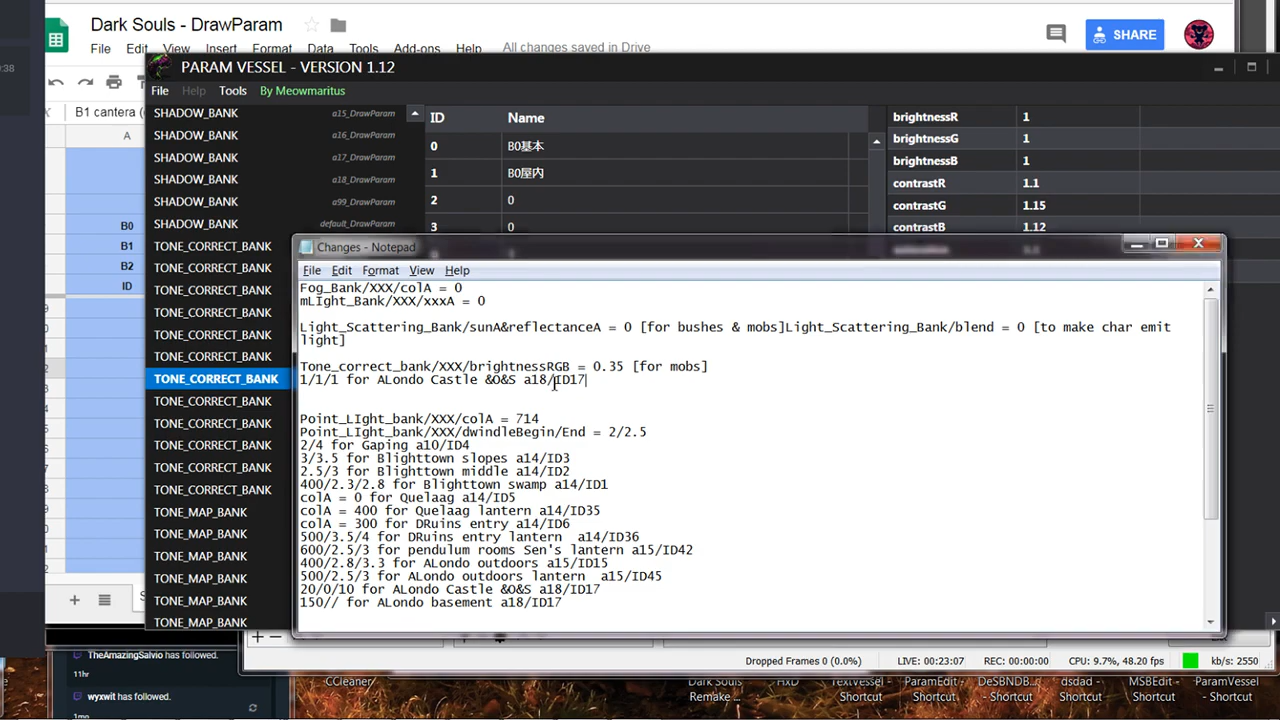 Dark Souls - DrawParam
File Edit View Insert Format Data Tools Add-ons Help All changes saved in Drive
SHARE
:38
PARAM VESSEL - VERSION 1.12
File Help Tools By Meowmaritus
B1 cantera (
A
B0
B1
B2
ID
SHADOW_BANK a15_DrawParam
SHADOW_BANK a16_DrawParam
SHADOW_BANK a17_DrawParam
SHADOW_BANK a18_DrawParam
SHADOW_BANK a99_DrawParam
SHADOW_BANK default_DrawParam
TONE_CORRECT_BANK
TONE_CORRECT_BANK
TONE_CORRECT_BANK
TONE_CORRECT_BANK
TONE_CORRECT_BANK
TONE_CORRECT_BANK
TONE_CORRECT_BANK
TONE_CORRECT_BANK
TONE_CORRECT_BANK
TONE_CORRECT_BANK
TONE_CORRECT_BANK
TONE_CORRECT_BANK
TONE_MAP_BANK
TONE_MAP_BANK
TONE_MAP_BANK
TONE_MAP_BANK
TONE_MAP_BANK
TONE_MAP_BANK
ID Name
0 B0基本
1 B0屋内
2 0
3 0
brightnessR 1
brightnessG 1
brightnessB 1
contrastR 1.1
contrastG 1.15
contrastB 1.12
Changes - Notepad
File Edit Format View Help
Fog_Bank/XXX/colA = 0
mLIght_Bank/XXX/xxxA = 0
Light_Scattering_Bank/sunA&reflectanceA = 0 [for bushes & mobs]Light_Scattering_Bank/blend = 0 [to make char emit
light]
Tone_correct_bank/XXX/brightnessRGB = 0.35 [for mobs]
1/1/1 for ALondo Castle &O&S a18/ID17
Point_LIght_bank/XXX/colA = 714
Point_LIght_bank/XXX/dwindleBegin/End = 2/2.5
2/4 for Gaping a10/ID4
3/3.5 for Blighttown slopes a14/ID3
2.5/3 for Blighttown middle a14/ID2
400/2.3/2.8 for Blighttown swamp a14/ID1
colA = 0 for Quelaag a14/ID5
colA = 400 for Quelaag lantern a14/ID35
colA = 300 for DRuins entry a14/ID6
500/3.5/4 for DRuins entry lantern  a14/ID36
600/2.5/3 for pendulum rooms Sen's lantern a15/ID42
400/2.8/3.3 for ALondo outdoors a15/ID15
500/2.5/3 for ALondo outdoors lantern  a15/ID45
20/0/10 for ALondo Castle &O&S a18/ID17
150// for ALondo basement a18/ID17
Dropped Frames 0 (0.0%) LIVE: 00:23:07 REC: 00:00:00 CPU: 9.7%, 48.20 fps kb/s: 2550
TheAmazingSalvio has followed.
11hr
wyxwit has followed.
1mo
CCleaner
Dark Souls
Remake ...
HxD
TextVessel -
Shortcut
ParamEdit -
Shortcut
DeSBNDB...
- Shortcut
dsdad -
Shortcut
MSBEdit -
Shortcut
ParamVessel
- Shortcut